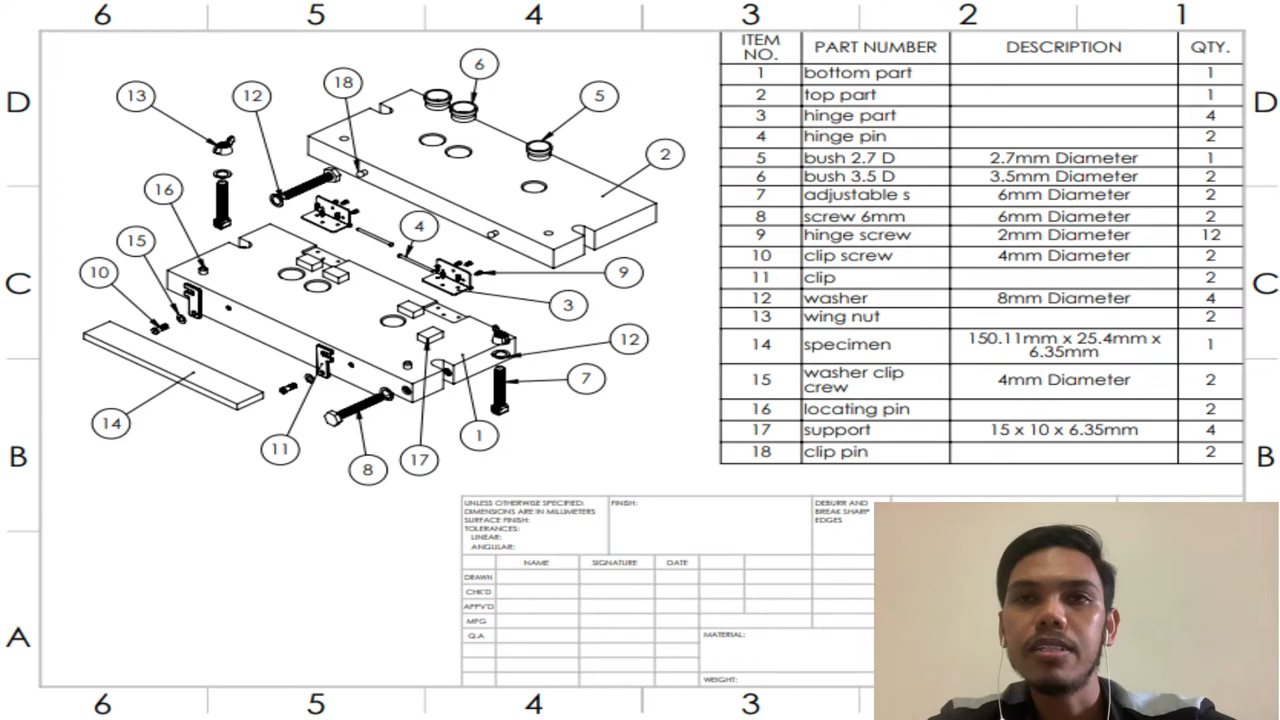 6 5 4 3 2 1
D
C
B
A
D
C
B
6 5 4 3
13
12
18
6
5
2
16
15
10
4
9
3
12
7
14
11
8
17
1
ITEM NO. PART NUMBER DESCRIPTION QTY.
1 bottom part 1
2 top part 1
3 hinge part 4
4 hinge pin 2
5 bush 2.7 D 2.7mm Diameter 1
6 bush 3.5 D 3.5mm Diameter 2
7 adjustable s 6mm Diameter 2
8 screw 6mm 6mm Diameter 2
9 hinge screw 2mm Diameter 12
10 clip screw 4mm Diameter 2
11 clip 2
12 washer 8mm Diameter 4
13 wing nut 2
14 specimen 150.11mm x 25.4mm x 6.35mm 1
15 washer clip crew 4mm Diameter 2
16 locating pin 2
17 support 15 x 10 x 6.35mm 4
18 clip pin 2
UNLESS OTHERWISE SPECIFIED:
DIMENSIONS ARE IN MILLIMETERS
SURFACE FINISH:
TOLERANCES:
LINEAR:
ANGULAR:
FINISH:
DEBURR AND
BREAK SHARP
EDGES
NAME SIGNATURE DATE
DRAWN
CHK'D
APPV'D
MFG
Q.A
MATERIAL:
WEIGHT: